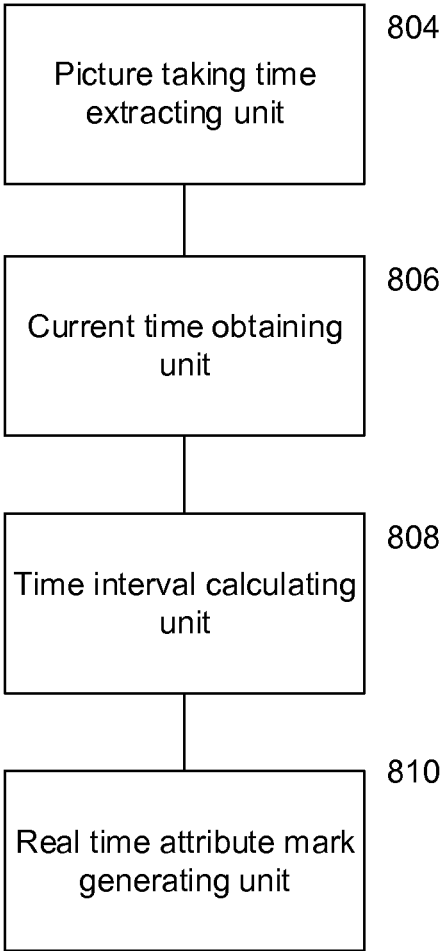 804
Picture taking time
extracting unit
806
Current time obtaining
unit
808
Time interval calculating
unit
810
Real time attribute mark
generating unit